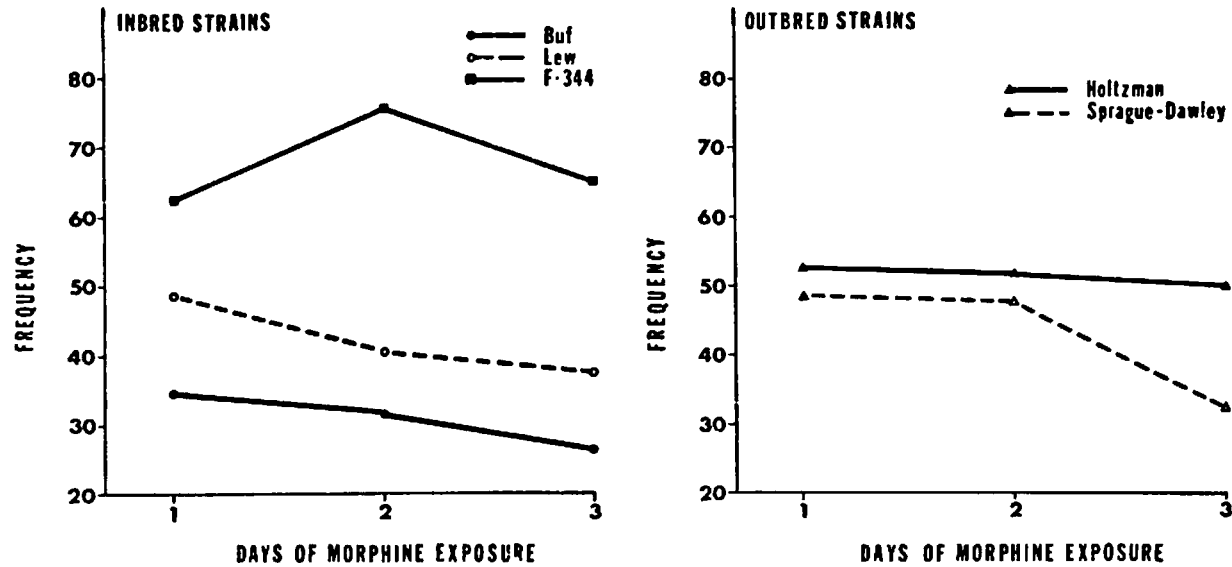 INBRED STRAINS
Buf
Lew
F-344
80
70
60
50
40
30
20
FREQUENCY
1 2 3
DAYS OF MORPHINE EXPOSURE
OUTBRED STRAINS
Holtzman
Sprague-Dawley
80
70
60
50
40
30
20
FREQUENCY
1 2 3
DAYS OF MORPHINE EXPOSURE